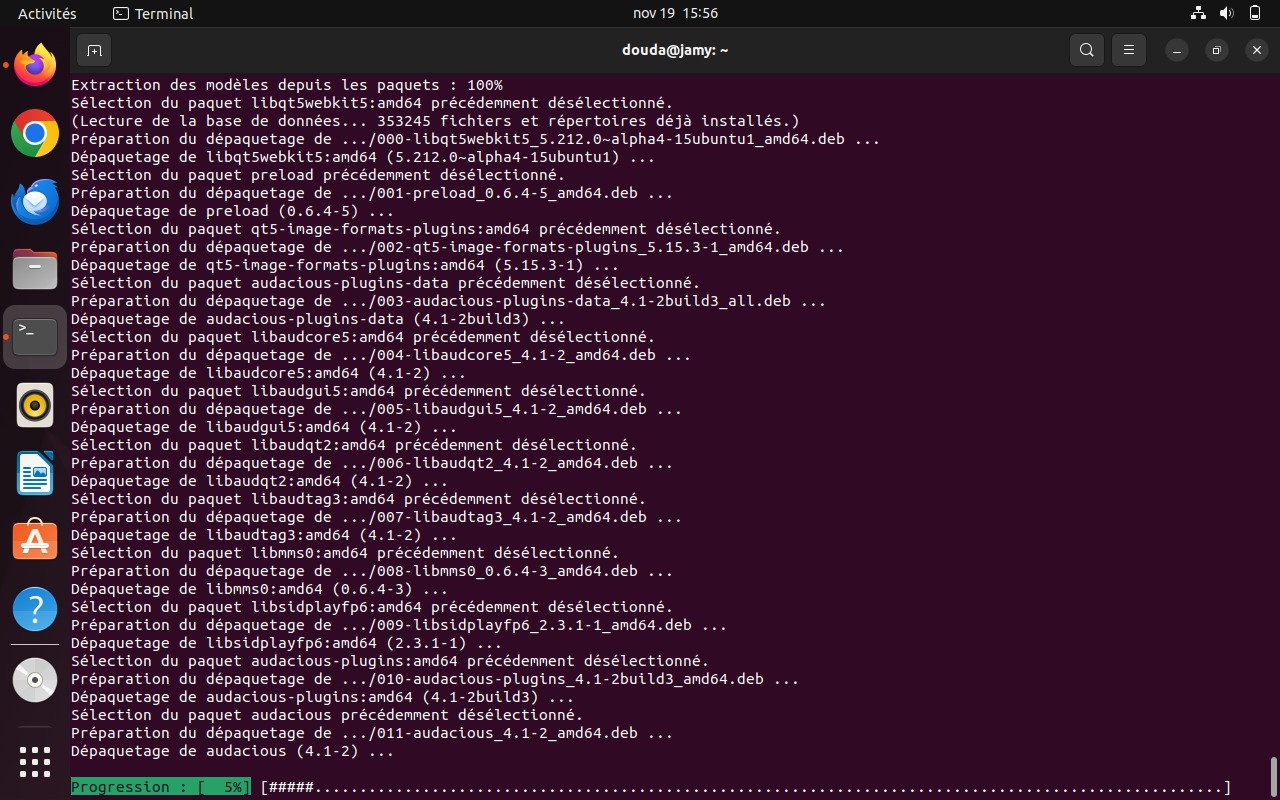 Activités
Terminal
nov 19 15:56
douda@jamy: ~
Extraction des modèles depuis les paquets : 100%
Sélection du paquet libqt5webkit5:amd64 précédemment désélectionné.
(Lecture de la base de données... 353245 fichiers et répertoires déjà installés.)
Préparation du dépaquetage de .../000-libqt5webkit5_5.212.0~alpha4-15ubuntu1_amd64.deb ...
Dépaquetage de libqt5webkit5:amd64 (5.212.0~alpha4-15ubuntu1) ...
Sélection du paquet preload précédemment désélectionné.
Préparation du dépaquetage de .../001-preload_0.6.4-5_amd64.deb ...
Dépaquetage de preload (0.6.4-5) ...
Sélection du paquet qt5-image-formats-plugins:amd64 précédemment désélectionné.
Préparation du dépaquetage de .../002-qt5-image-formats-plugins_5.15.3-1_amd64.deb ...
Dépaquetage de qt5-image-formats-plugins:amd64 (5.15.3-1) ...
Sélection du paquet audacious-plugins-data précédemment désélectionné.
Préparation du dépaquetage de .../003-audacious-plugins-data_4.1-2build3_all.deb ...
Dépaquetage de audacious-plugins-data (4.1-2build3) ...
Sélection du paquet libaudcore5:amd64 précédemment désélectionné.
Préparation du dépaquetage de .../004-libaudcore5_4.1-2_amd64.deb ...
Dépaquetage de libaudcore5:amd64 (4.1-2) ...
Sélection du paquet libaudgui5:amd64 précédemment désélectionné.
Préparation du dépaquetage de .../005-libaudgui5_4.1-2_amd64.deb ...
Dépaquetage de libaudgui5:amd64 (4.1-2) ...
Sélection du paquet libaudqt2:amd64 précédemment désélectionné.
Préparation du dépaquetage de .../006-libaudqt2_4.1-2_amd64.deb ...
Dépaquetage de libaudqt2:amd64 (4.1-2) ...
Sélection du paquet libaudtag3:amd64 précédemment désélectionné.
Préparation du dépaquetage de .../007-libaudtag3_4.1-2_amd64.deb ...
Dépaquetage de libaudtag3:amd64 (4.1-2) ...
Sélection du paquet libmms0:amd64 précédemment désélectionné.
Préparation du dépaquetage de .../008-libmms0_0.6.4-3_amd64.deb ...
Dépaquetage de libmms0:amd64 (0.6.4-3) ...
Sélection du paquet libsidplayfp6:amd64 précédemment désélectionné.
Préparation du dépaquetage de .../009-libsidplayfp6_2.3.1-1_amd64.deb ...
Dépaquetage de libsidplayfp6:amd64 (2.3.1-1) ...
Sélection du paquet audacious-plugins:amd64 précédemment désélectionné.
Préparation du dépaquetage de .../010-audacious-plugins_4.1-2build3_amd64.deb ...
Dépaquetage de audacious-plugins:amd64 (4.1-2build3) ...
Sélection du paquet audacious précédemment désélectionné.
Préparation du dépaquetage de .../011-audacious_4.1-2_amd64.deb ...
Dépaquetage de audacious (4.1-2) ...
Progression : [  5%] [#####.....................................................................................................]